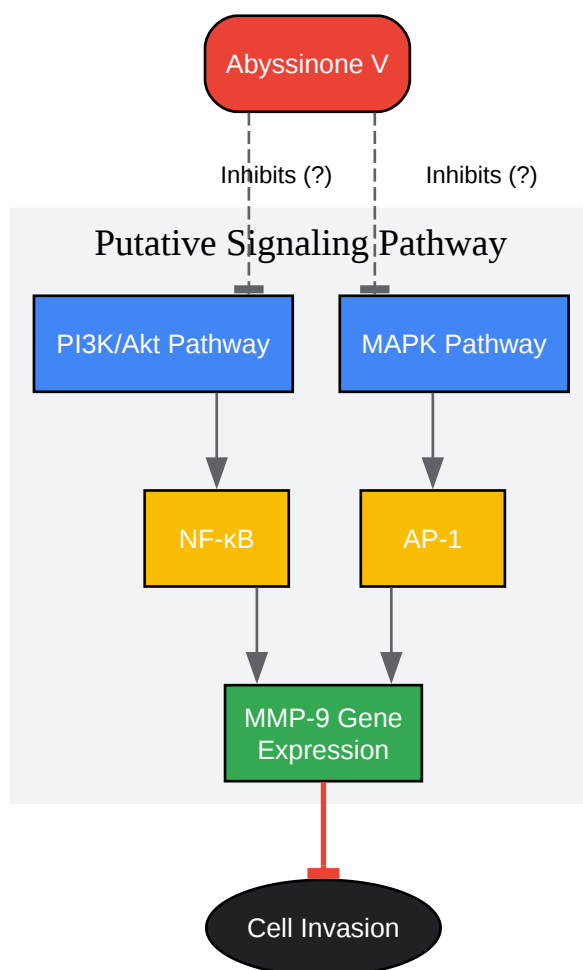 Abyssinone V
Inhibits (?)
Inhibits (?)
Putative Signaling Pathway
PI3K/Akt Pathway
MAPK Pathway
NF-κB
AP-1
MMP-9 Gene
Expression
Cell Invasion